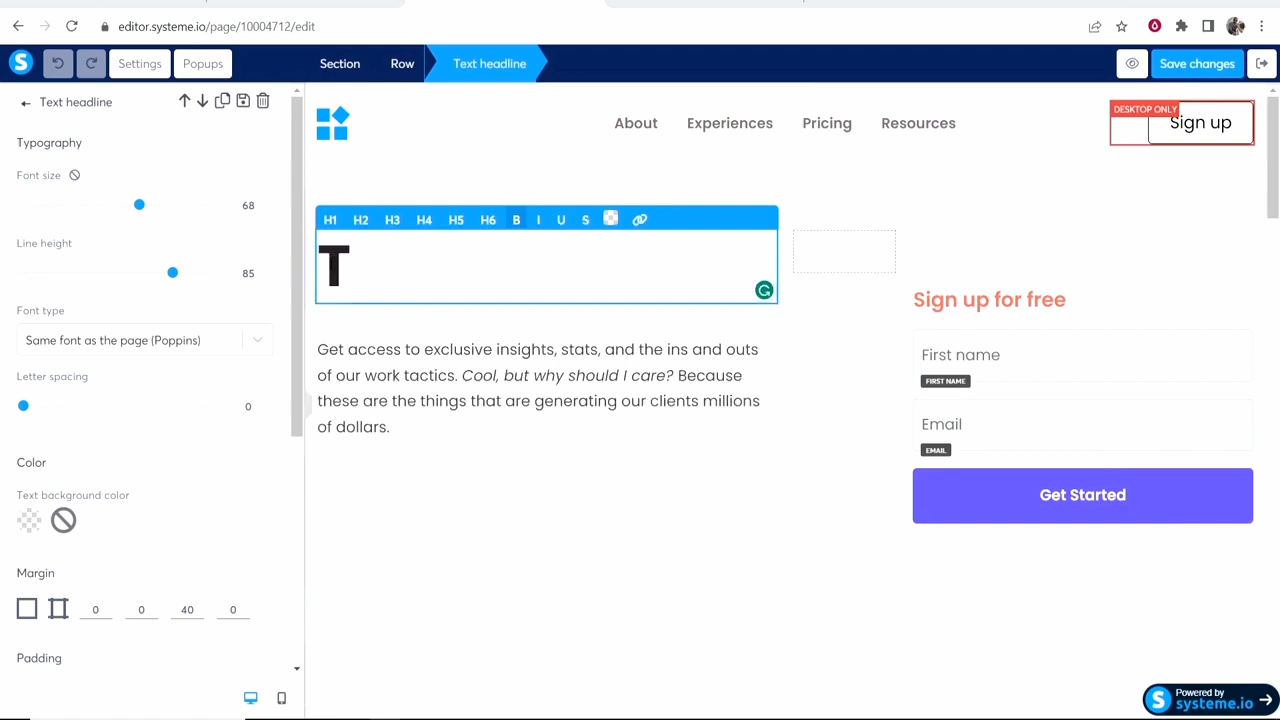 editor.systeme.io/page/10004712/edit
S
Settings
Popups
Section
Row
Text headline
Save changes
Text headline
Typography
Font size
68
Line height
85
Font type
Same font as the page (Poppins)
Letter spacing
0
Color
Text background color
Margin
0
0
40
0
Padding
About
Experiences
Pricing
Resources
DESKTOP ONLY
Sign up
H1 H2 H3 H4 H5 H6 B I U S
T
Get access to exclusive insights, stats, and the ins and outs
of our work tactics. Cool, but why should I care? Because
these are the things that are generating our clients millions
of dollars.
Sign up for free
First name
FIRST NAME
Email
EMAIL
Get Started
S
Powered by
systeme.io